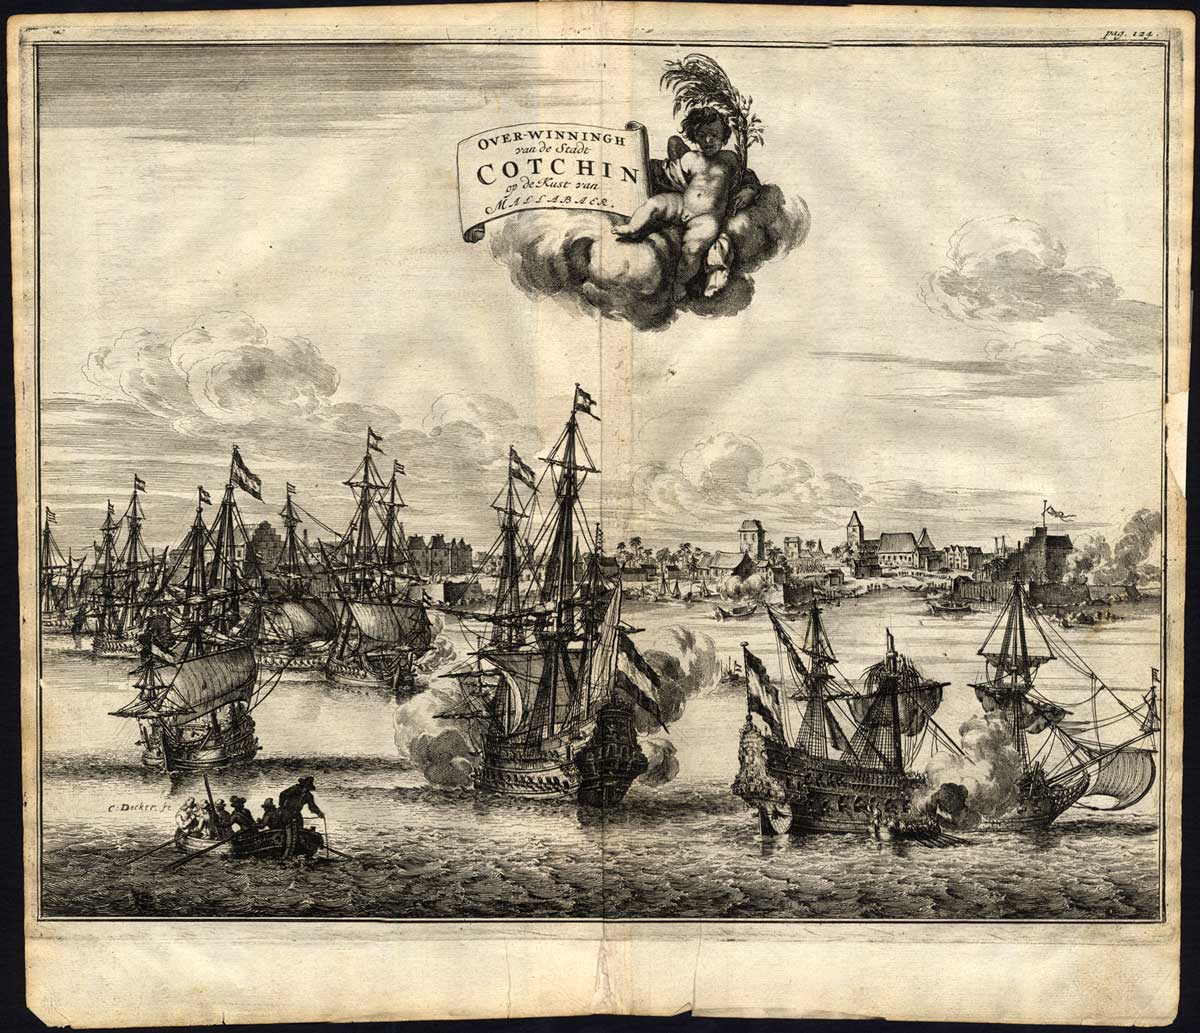 pag. 124.
OVER-WINNINGH
van de Stadt
COTCHIN
op de Kust van
MALLABAER.
C. Decker. fe